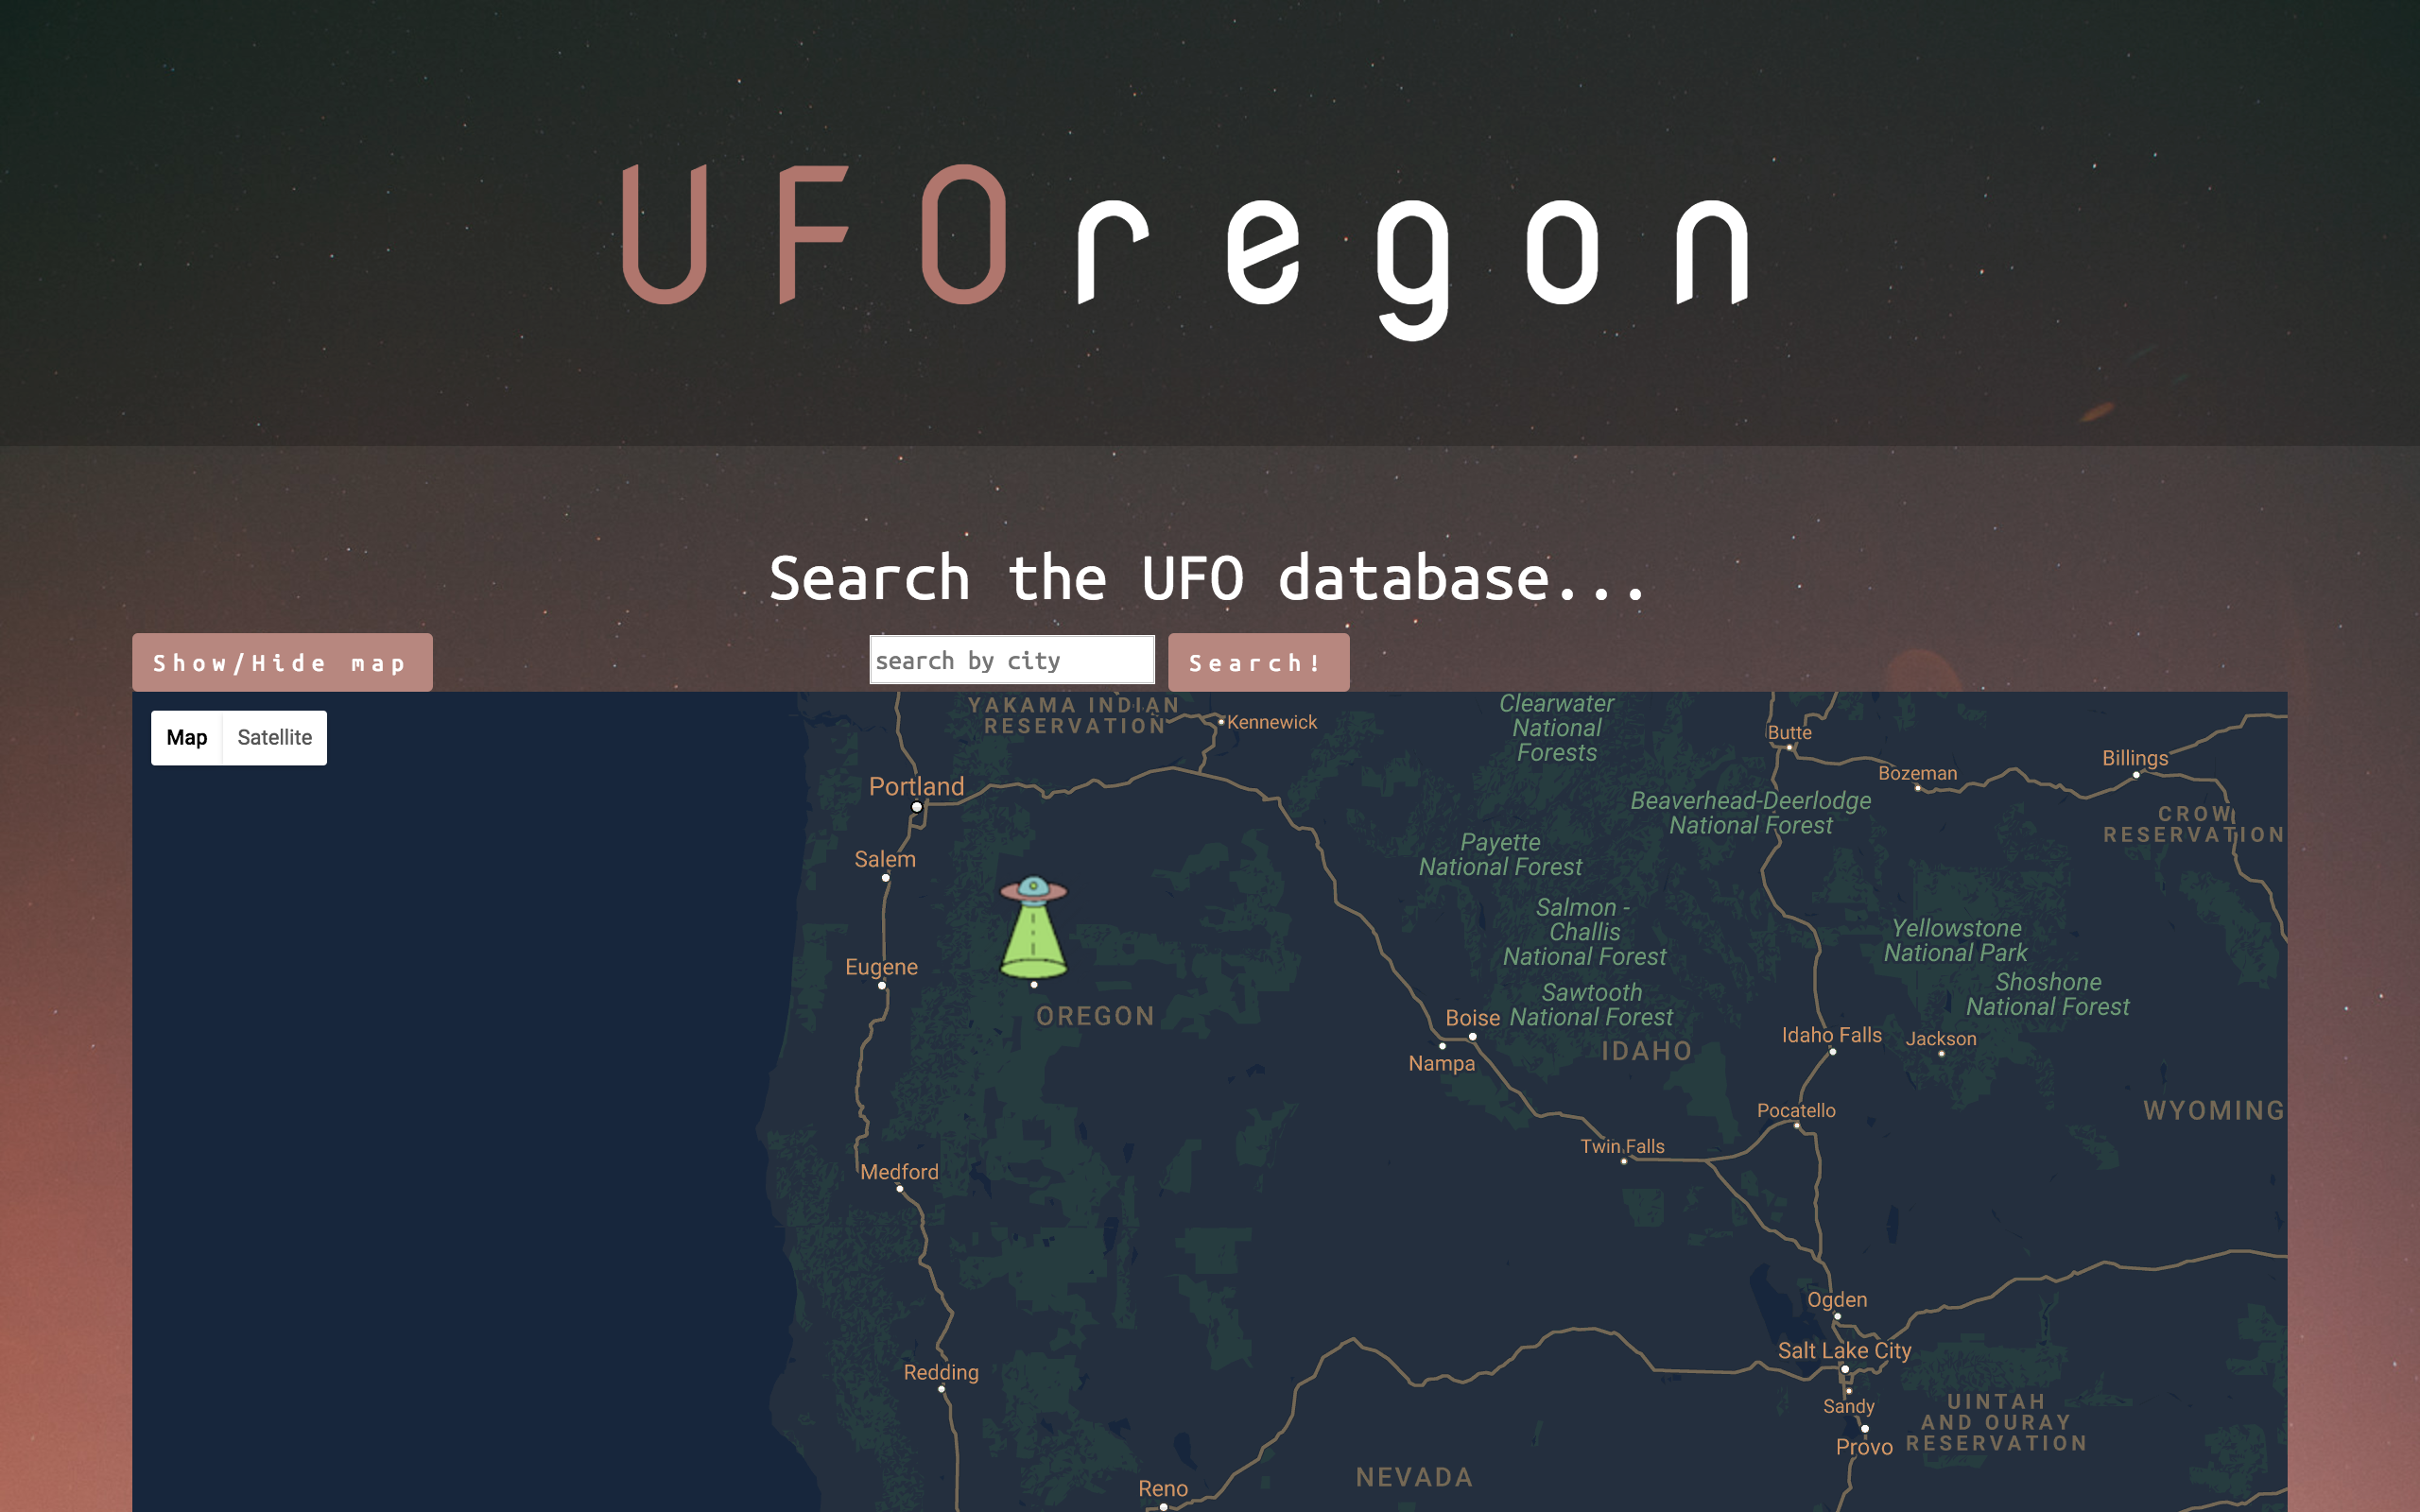 UFOregon
Search the UFO database...
Show/Hide map
search by city
Search!
Map
Satellite
YAKAMA INDIAN
RESERVATION
Kennewick
Clearwater
National
Forests
Butte
Bozeman
Billings
CROW
RESERVATION
Portland
Beaverhead-Deerlodge
National Forest
Payette
National Forest
Salem
Salmon -
Challis
National Forest
Yellowstone
National Park
Eugene
Shoshone
National Forest
Sawtooth
National Forest
OREGON
Boise
Nampa
IDAHO
Idaho Falls
Jackson
Pocatello
WYOMING
Twin Falls
Medford
Ogden
Salt Lake City
Redding
Sandy
Provo
UINTAH
AND OURAY
RESERVATION
NEVADA
Reno